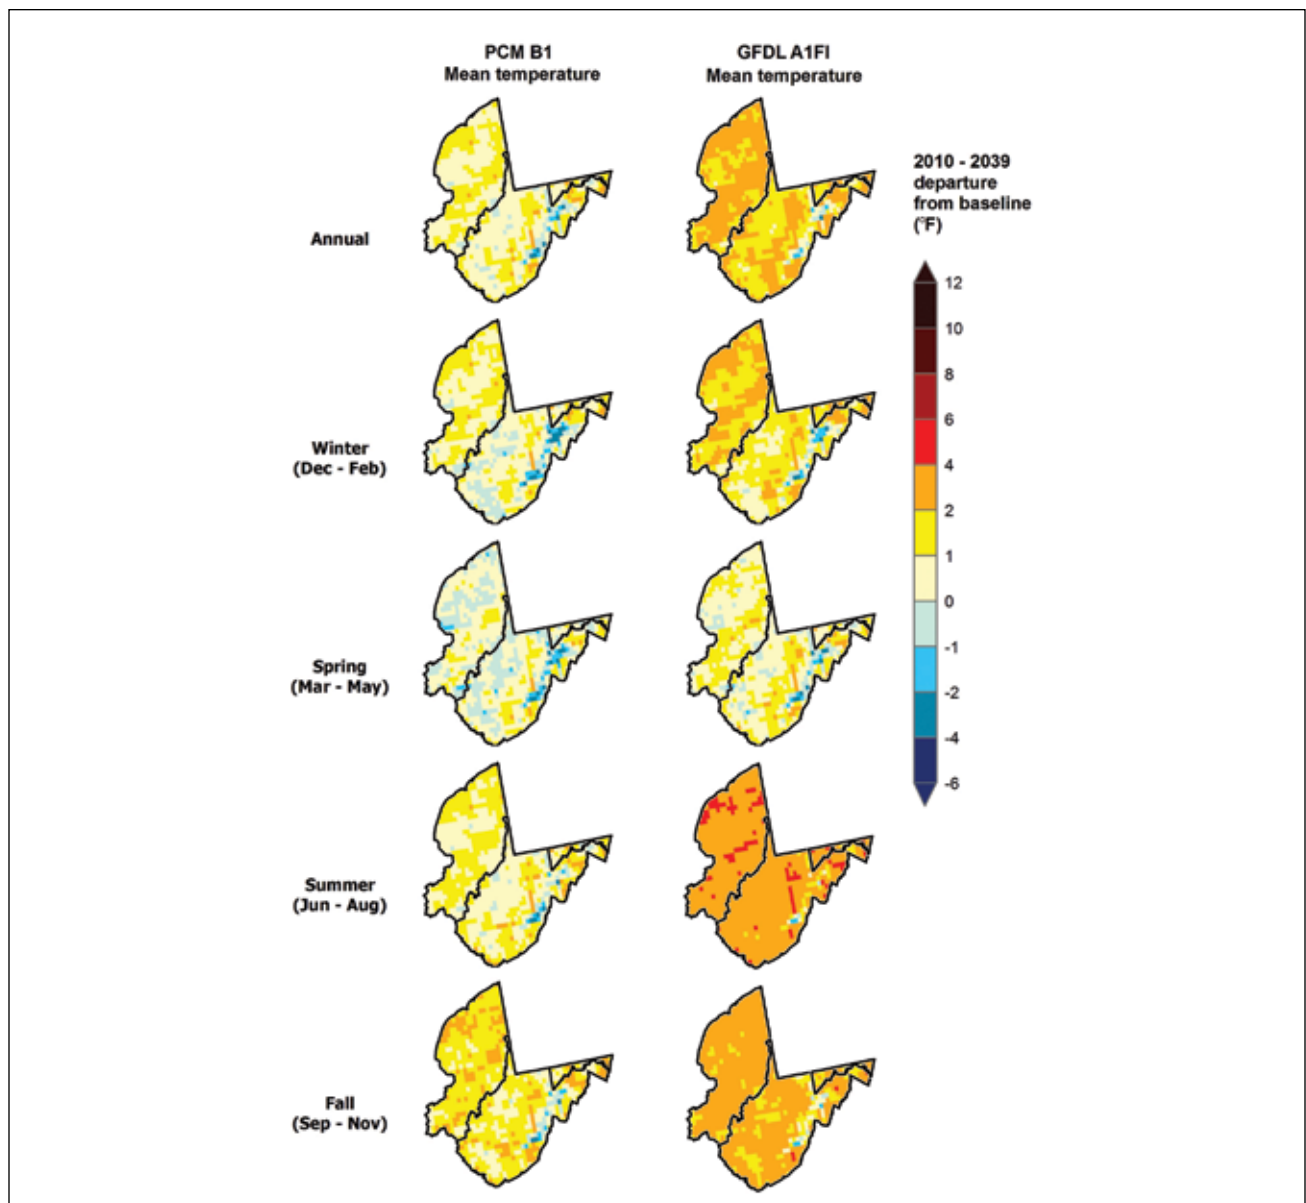 PCM B1
Mean temperature
GFDL A1FI
Mean temperature
2010 - 2039
departure
from baseline
(°F)
Annual
12
10
8
6
4
2
1
0
-1
-2
-4
-6
Winter
(Dec - Feb)
Spring
(Mar - May)
Summer
(Jun - Aug)
Fall
(Sep - Nov)